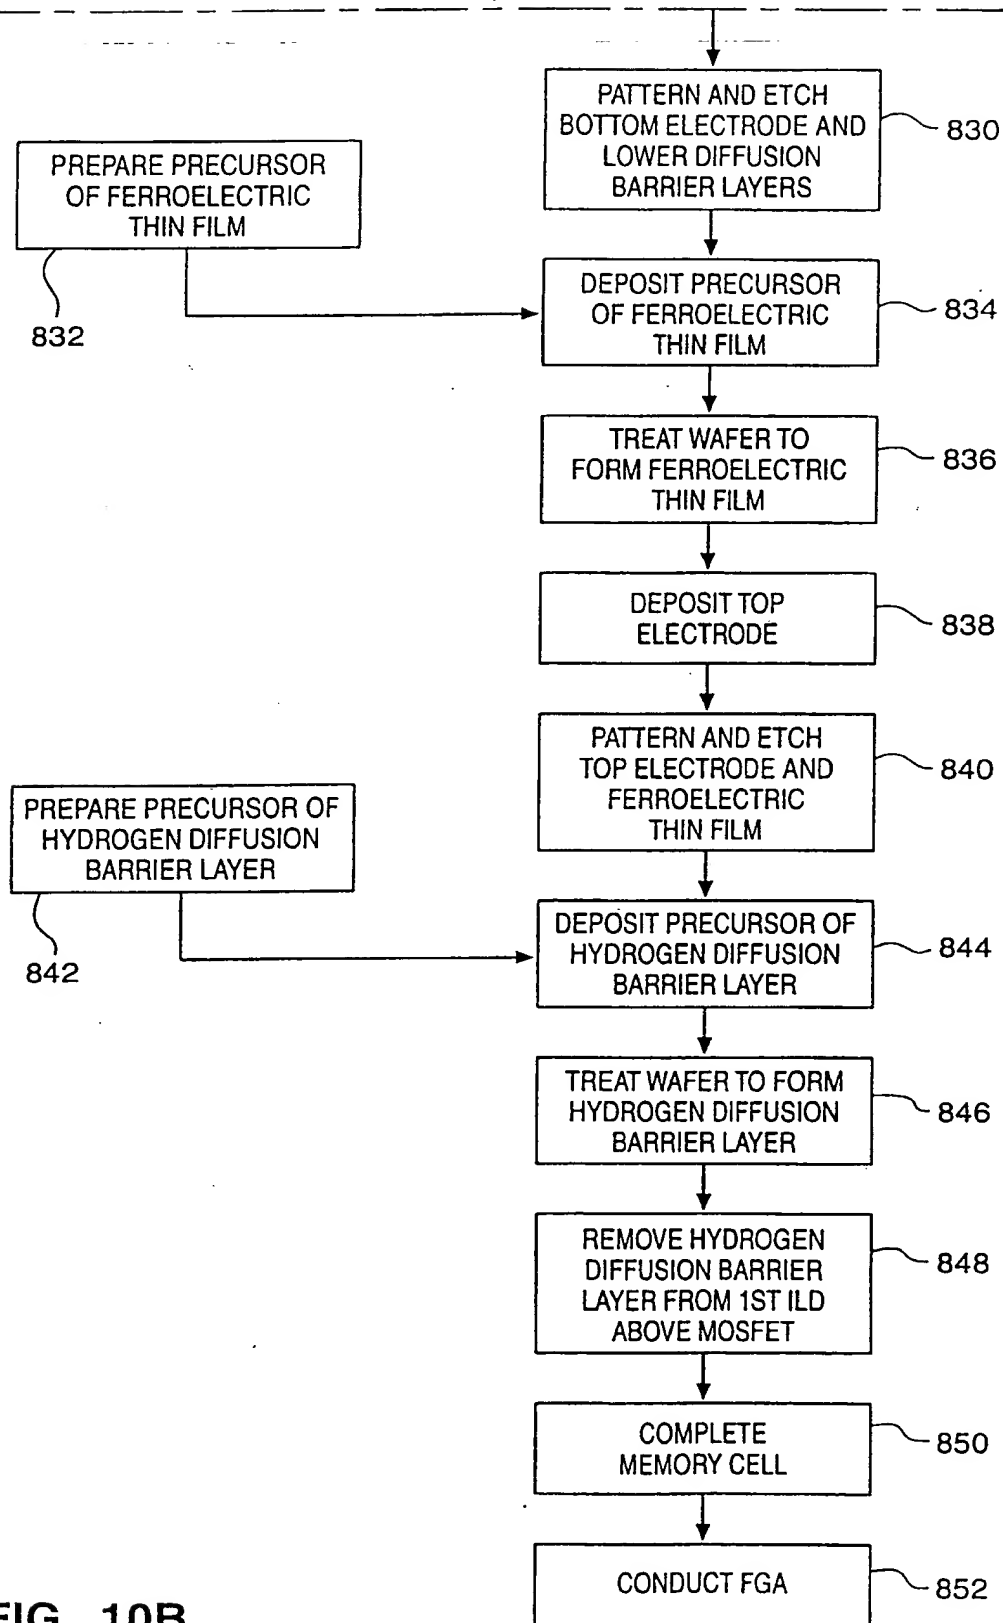 PATTERN AND ETCH
BOTTOM ELECTRODE AND
LOWER DIFFUSION
BARRIER LAYERS
830
PREPARE PRECURSOR
OF FERROELECTRIC
THIN FILM
832
DEPOSIT PRECURSOR
OF FERROELECTRIC
THIN FILM
834
TREAT WAFER TO
FORM FERROELECTRIC
THIN FILM
836
DEPOSIT TOP
ELECTRODE
838
PATTERN AND ETCH
TOP ELECTRODE AND
FERROELECTRIC
THIN FILM
840
PREPARE PRECURSOR OF
HYDROGEN DIFFUSION
BARRIER LAYER
842
DEPOSIT PRECURSOR OF
HYDROGEN DIFFUSION
BARRIER LAYER
844
TREAT WAFER TO FORM
HYDROGEN DIFFUSION
BARRIER LAYER
846
REMOVE HYDROGEN
DIFFUSION BARRIER
LAYER FROM 1ST ILD
ABOVE MOSFET
848
COMPLETE
MEMORY CELL
850
CONDUCT FGA
852
FIG. 10B